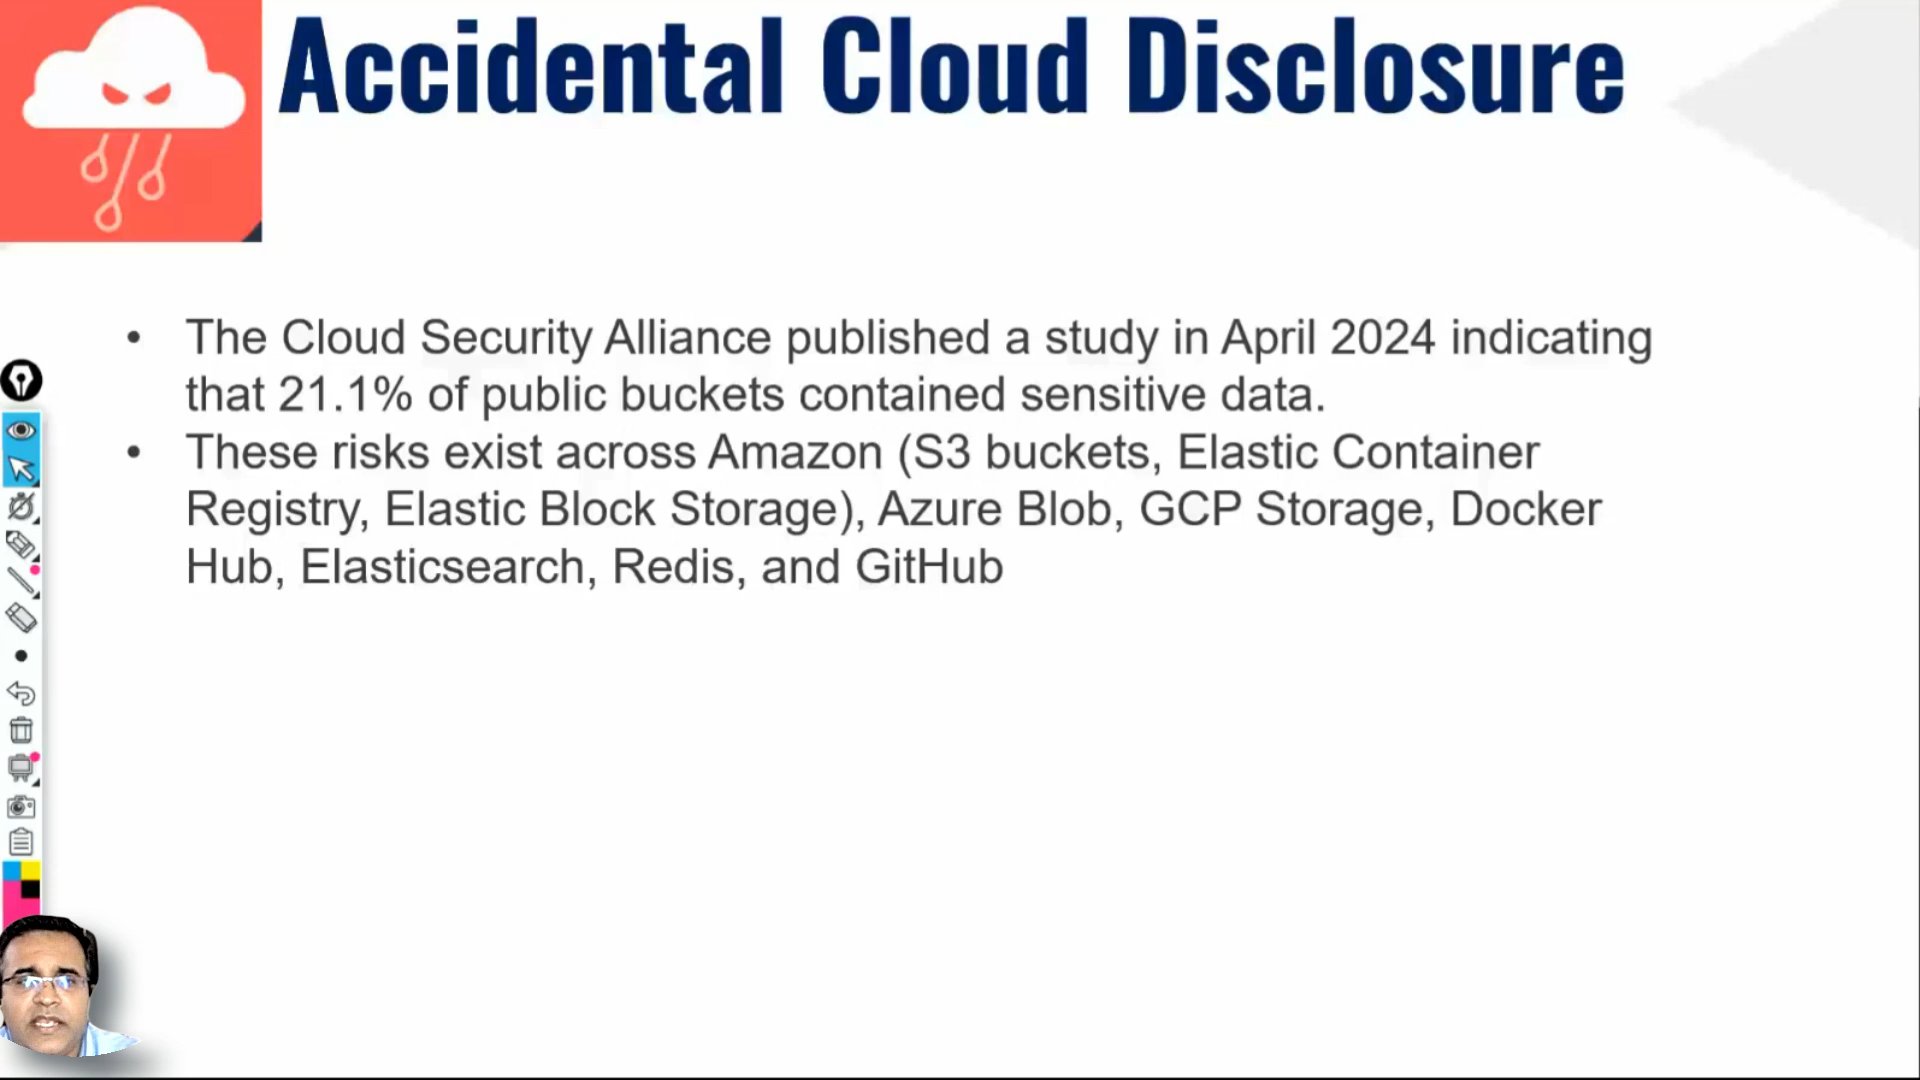 Accidental Cloud Disclosure
• The Cloud Security Alliance published a study in April 2024 indicating
that 21.1% of public buckets contained sensitive data.
• These risks exist across Amazon (S3 buckets, Elastic Container
Registry, Elastic Block Storage), Azure Blob, GCP Storage, Docker
Hub, Elasticsearch, Redis, and GitHub